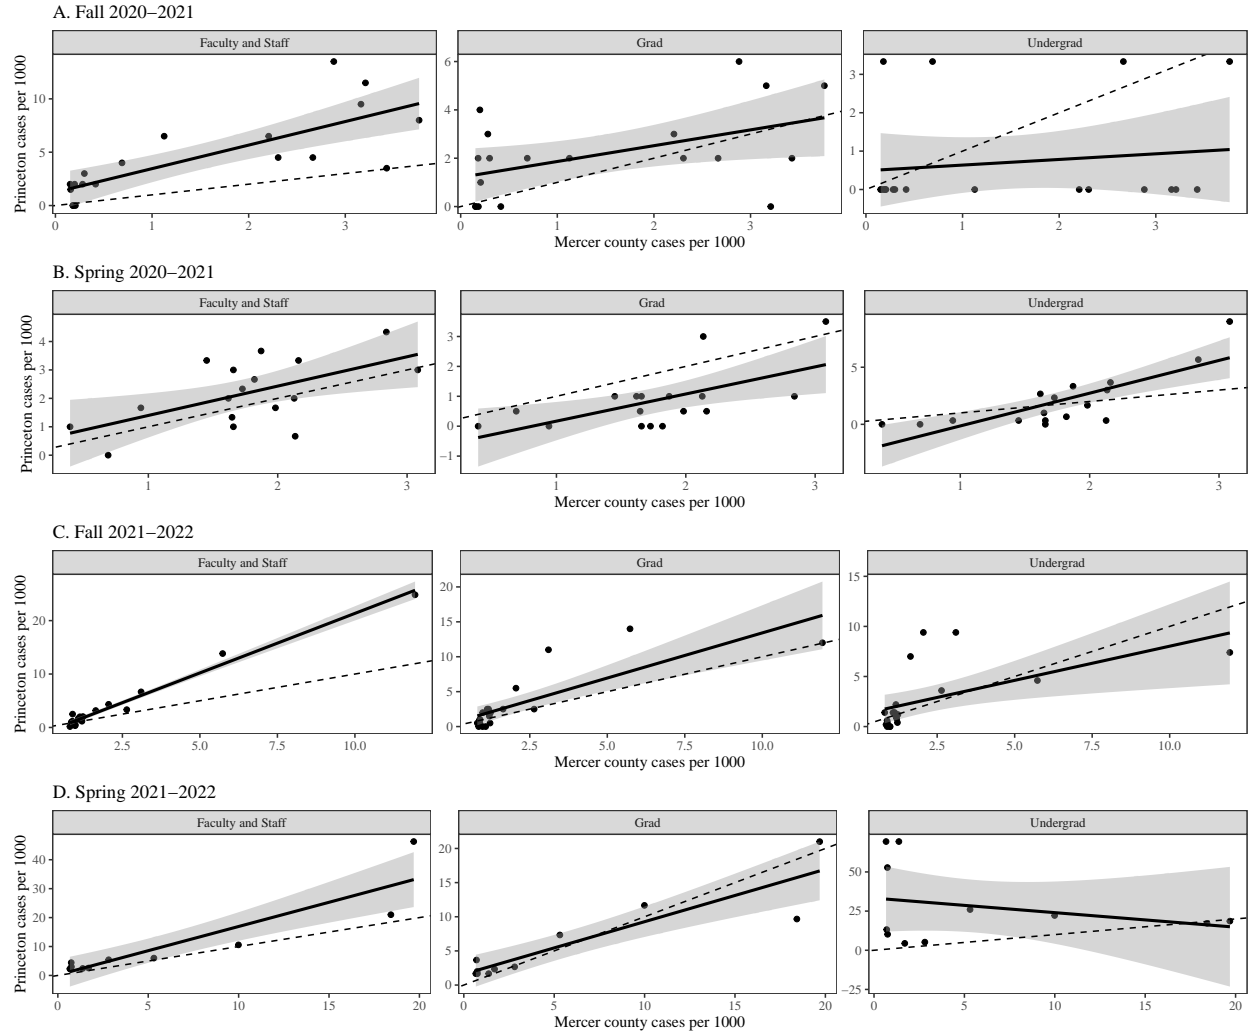 A. Fall 2020–2021
Faculty and Staff
Grad
Undergrad
Princeton cases per 1000
10
5
0
6
4
2
0
3
2
1
0
0 1 2 3
0 1 2 3
0 1 2 3
Mercer county cases per 1000
B. Spring 2020–2021
Faculty and Staff
Grad
Undergrad
Princeton cases per 1000
4
3
2
1
0
3
2
1
0
−1
5
0
1 2 3
1 2 3
1 2 3
Mercer county cases per 1000
C. Fall 2021–2022
Faculty and Staff
Grad
Undergrad
Princeton cases per 1000
20
10
0
20
15
10
5
0
15
10
5
0
2.5 5.0 7.5 10.0
2.5 5.0 7.5 10.0
2.5 5.0 7.5 10.0
Mercer county cases per 1000
D. Spring 2021–2022
Faculty and Staff
Grad
Undergrad
Princeton cases per 1000
40
30
20
10
0
20
15
10
5
0
50
25
0
−25
0 5 10 15 20
0 5 10 15 20
0 5 10 15 20
Mercer county cases per 1000